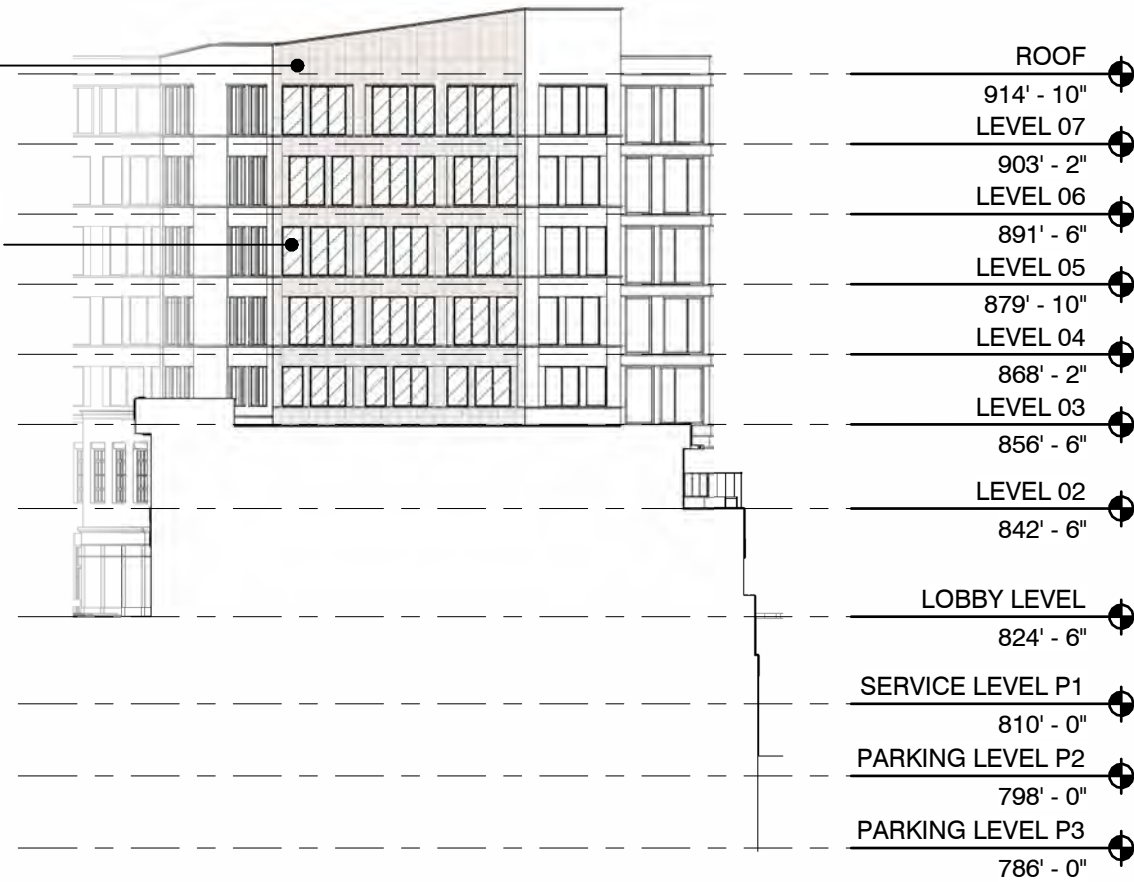 ROOF
914' - 10"
LEVEL 07
903' - 2"
LEVEL 06
891' - 6"
LEVEL 05
879' - 10"
LEVEL 04
868' - 2"
LEVEL 03
856' - 6"
LEVEL 02
842' - 6"
LOBBY LEVEL
824' - 6"
SERVICE LEVEL P1
810' - 0"
PARKING LEVEL P2
798' - 0"
PARKING LEVEL P3
786' - 0"